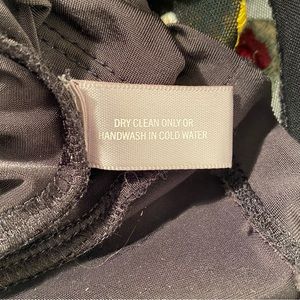 DRY CLEAN ONLY OR
HANDWASH IN COLD WATER